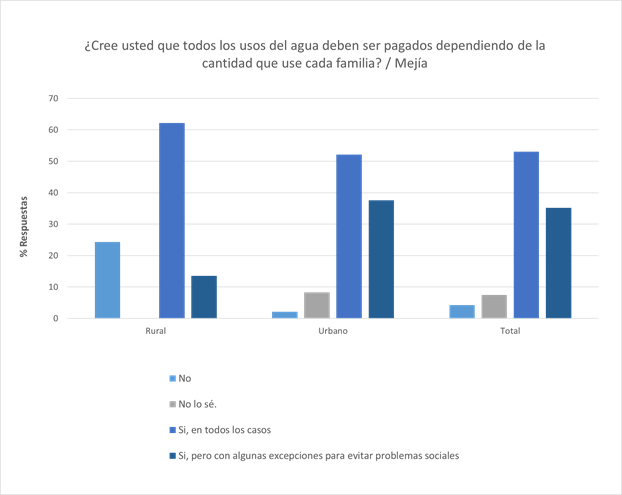 ¿Cree usted que todos los usos del agua deben ser pagados dependiendo de la
cantidad que use cada familia? / Mejía
70
60
50
40
30
20
10
0
% Respuestas
Rural
Urbano
Total
No
No lo sé.
Si, en todos los casos
Si, pero con algunas excepciones para evitar problemas sociales